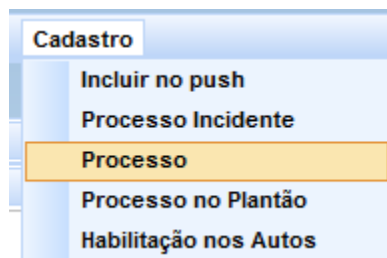 Cadastro
Incluir no push
Processo Incidente
Processo
Processo no Plantão
Habilitação nos Autos